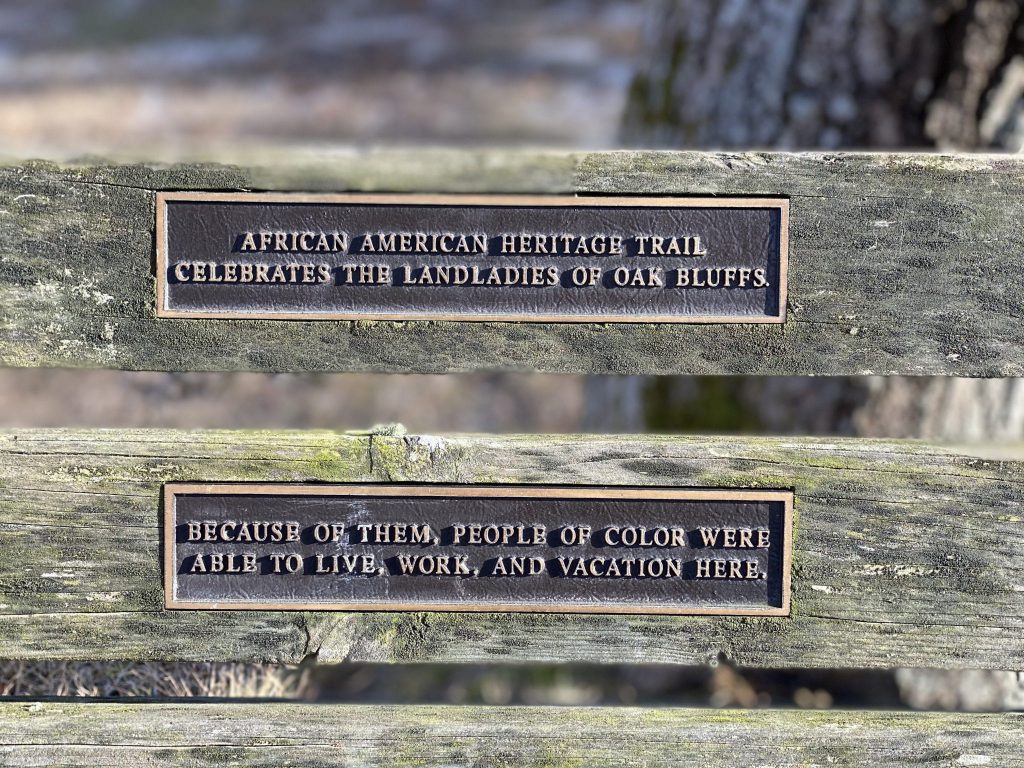 AFRICAN AMERICAN HERITAGE TRAIL
CELEBRATES THE LANDLADIES OF OAK BLUFFS.
BECAUSE OF THEM, PEOPLE OF COLOR WERE
ABLE TO LIVE, WORK, AND VACATION HERE.